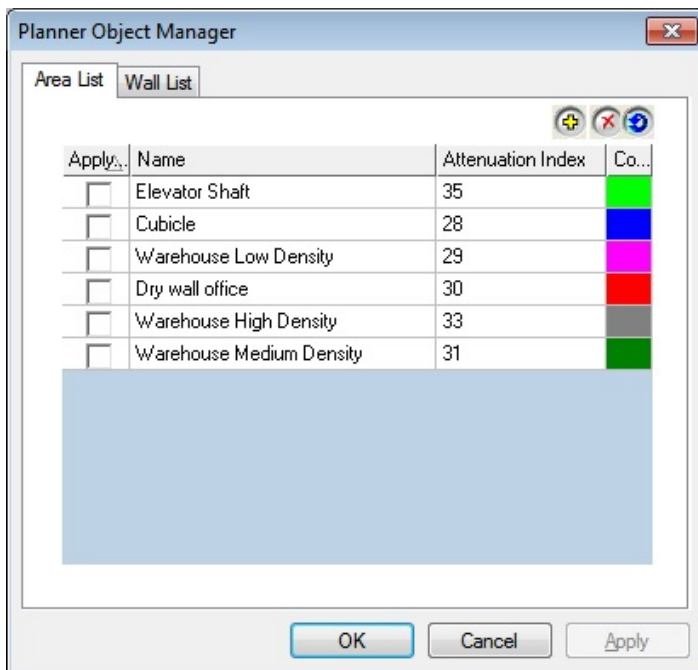 Planner Object Manager
Area List Wall List
Apply... Name Attenuation Index Co...
Elevator Shaft 35
Cubicle 28
Warehouse Low Density 29
Dry wall office 30
Warehouse High Density 33
Warehouse Medium Density 31
OK Cancel Apply